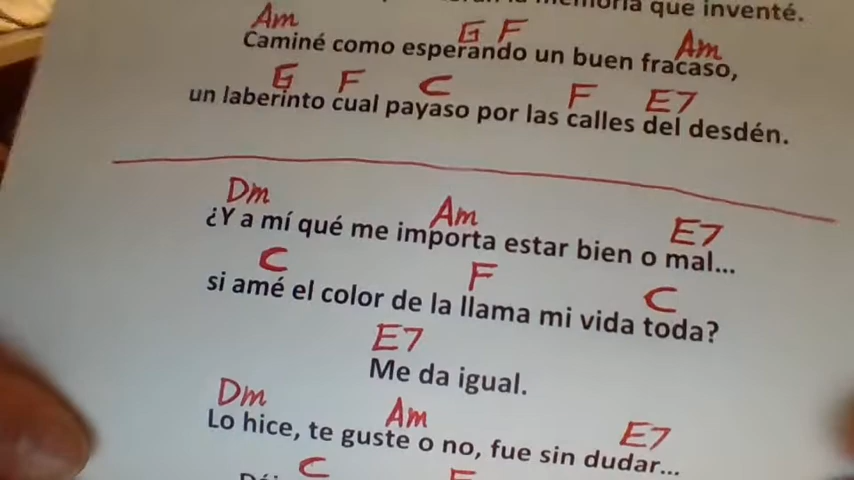 memoria que inventé.
Am G F Am
Caminé como esperando un buen fracaso,
G F C F E7
un laberinto cual payaso por las calles del desdén.
Dm Am E7
¿Y a mí qué me importa estar bien o mal...
C F C
si amé el color de la llama mi vida toda?
E7
Me da igual.
Dm Am E7
Lo hice, te guste o no, fue sin dudar...
C